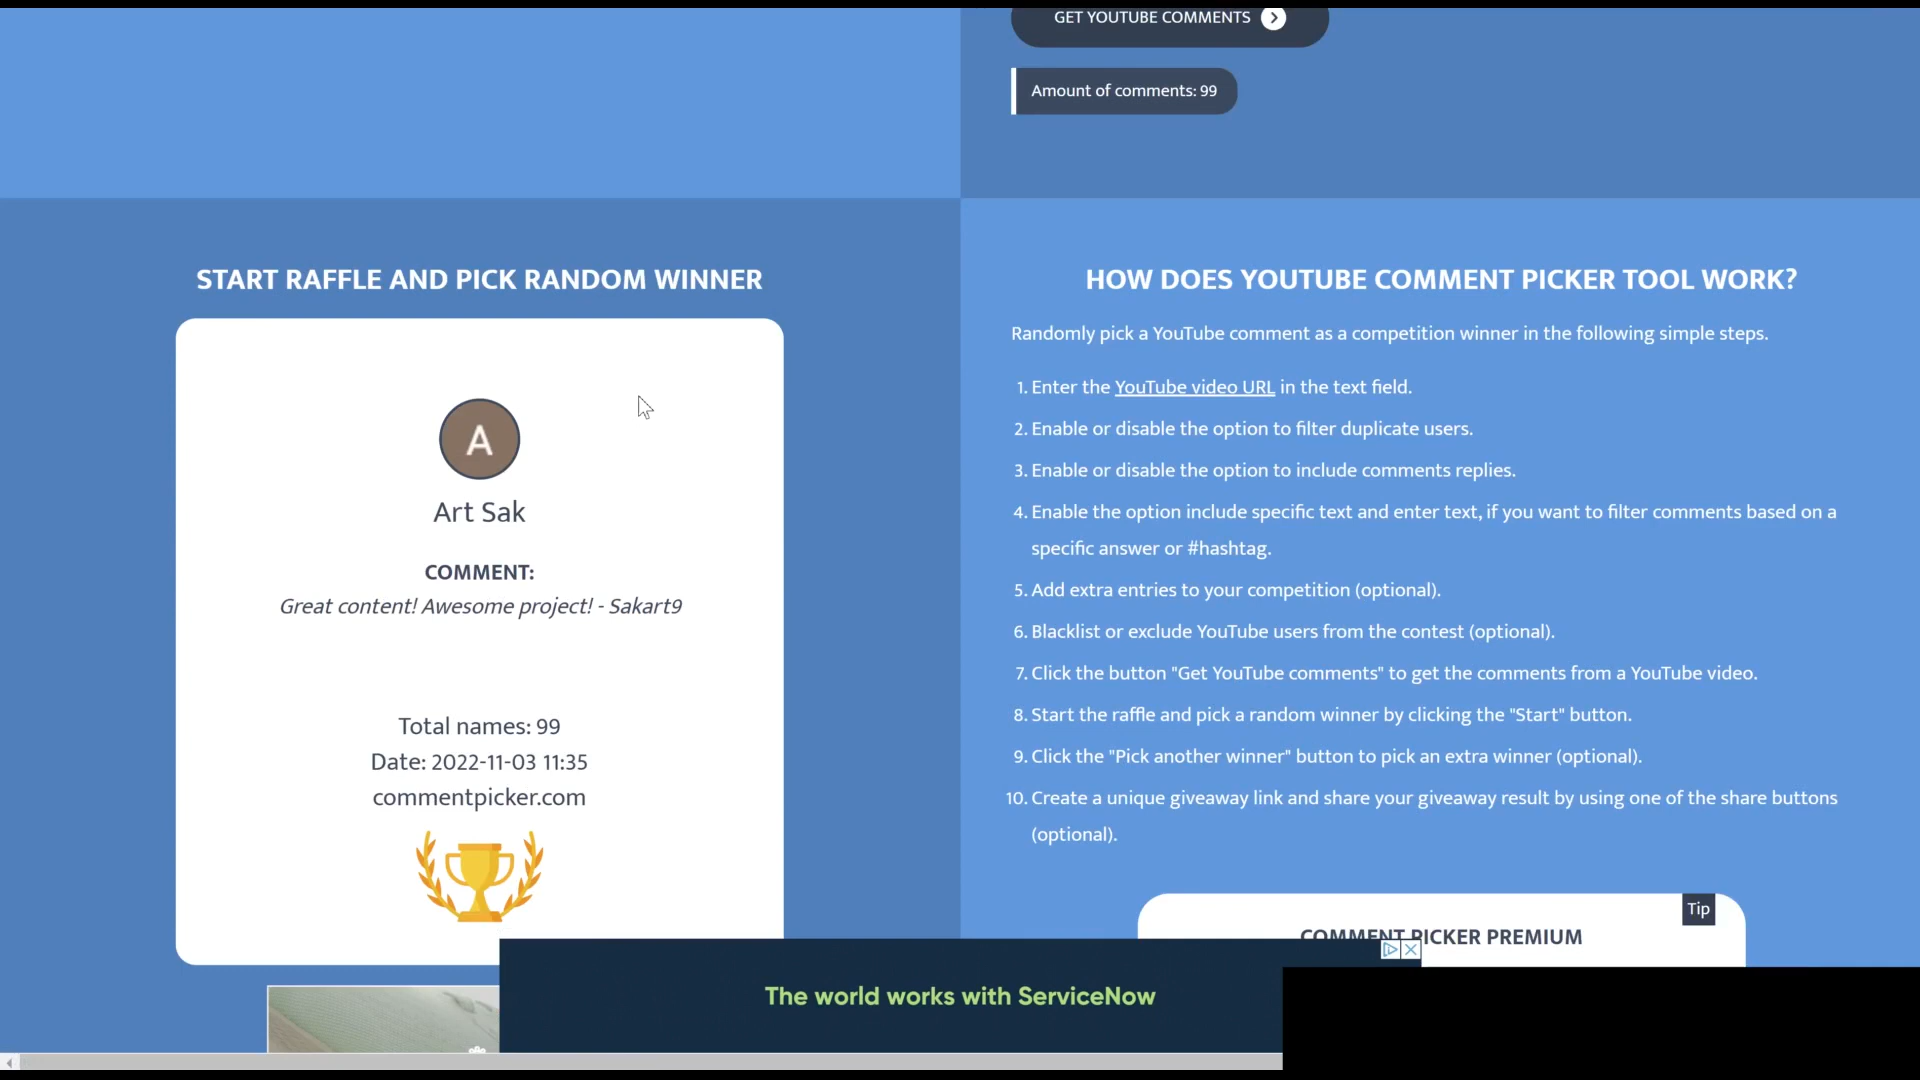 GET YOUTUBE COMMENTS
Amount of comments: 99
START RAFFLE AND PICK RANDOM WINNER
A
Art Sak
COMMENT:
Great content! Awesome project! - Sakart9
Total names: 99
Date: 2022-11-03 11:35
commentpicker.com
HOW DOES YOUTUBE COMMENT PICKER TOOL WORK?
Randomly pick a YouTube comment as a competition winner in the following simple steps.
1. Enter the YouTube video URL in the text field.
2. Enable or disable the option to filter duplicate users.
3. Enable or disable the option to include comments replies.
4. Enable the option include specific text and enter text, if you want to filter comments based on a
specific answer or #hashtag.
5. Add extra entries to your competition (optional).
6. Blacklist or exclude YouTube users from the contest (optional).
7. Click the button "Get YouTube comments" to get the comments from a YouTube video.
8. Start the raffle and pick a random winner by clicking the "Start" button.
9. Click the "Pick another winner" button to pick an extra winner (optional).
10. Create a unique giveaway link and share your giveaway result by using one of the share buttons
(optional).
Tip
COMMENT PICKER PREMIUM
The world works with ServiceNow